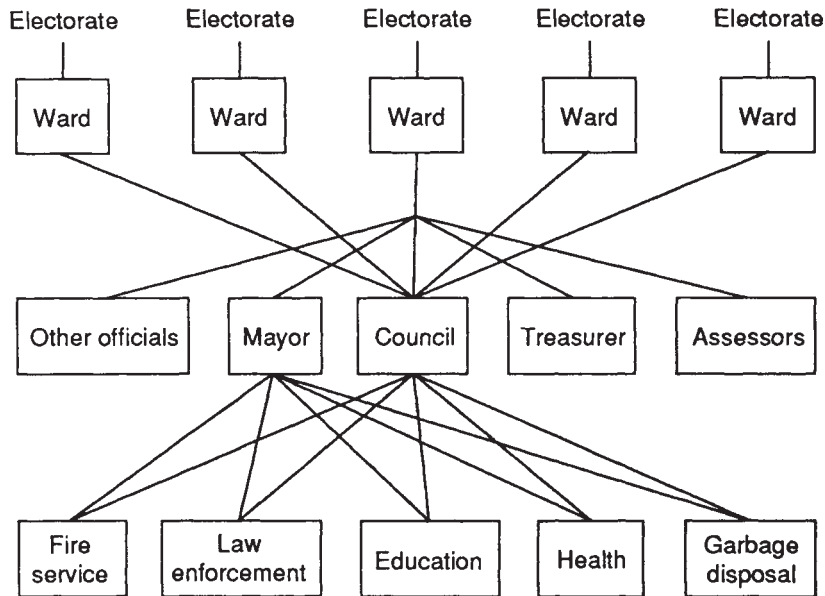 Electorate Electorate Electorate Electorate Electorate
Ward Ward Ward Ward Ward
Other officials Mayor Council Treasurer Assessors
Fire
service
Law
enforcement
Education
Health
Garbage
disposal